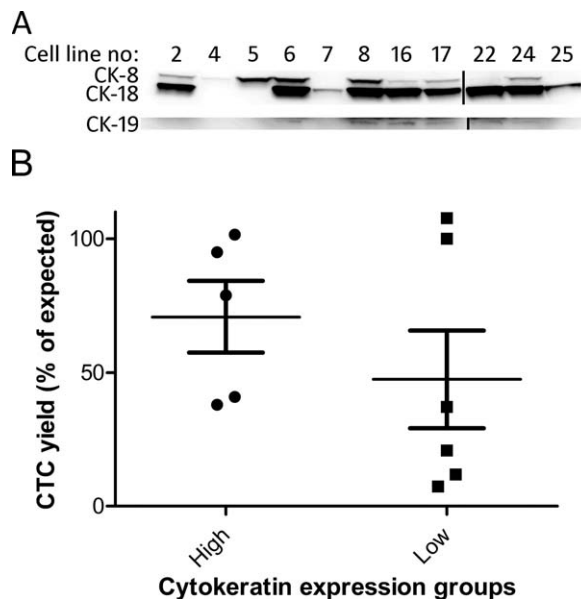 A
Cell line no: 2 4 5 6 7 8 16 17 22 24 25
CK-8
CK-18
CK-19
B
CTC yield (% of expected)
100
50
0
High
Low
Cytokeratin expression groups